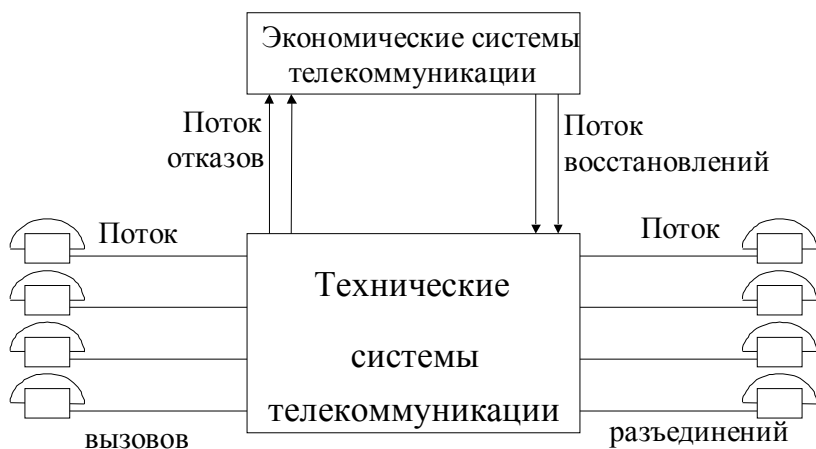 Экономические системы
телекоммуникации
Поток
отказов
Поток
восстановлений
Поток
Поток
Технические
системы
телекоммуникации
вызовов
разъединений